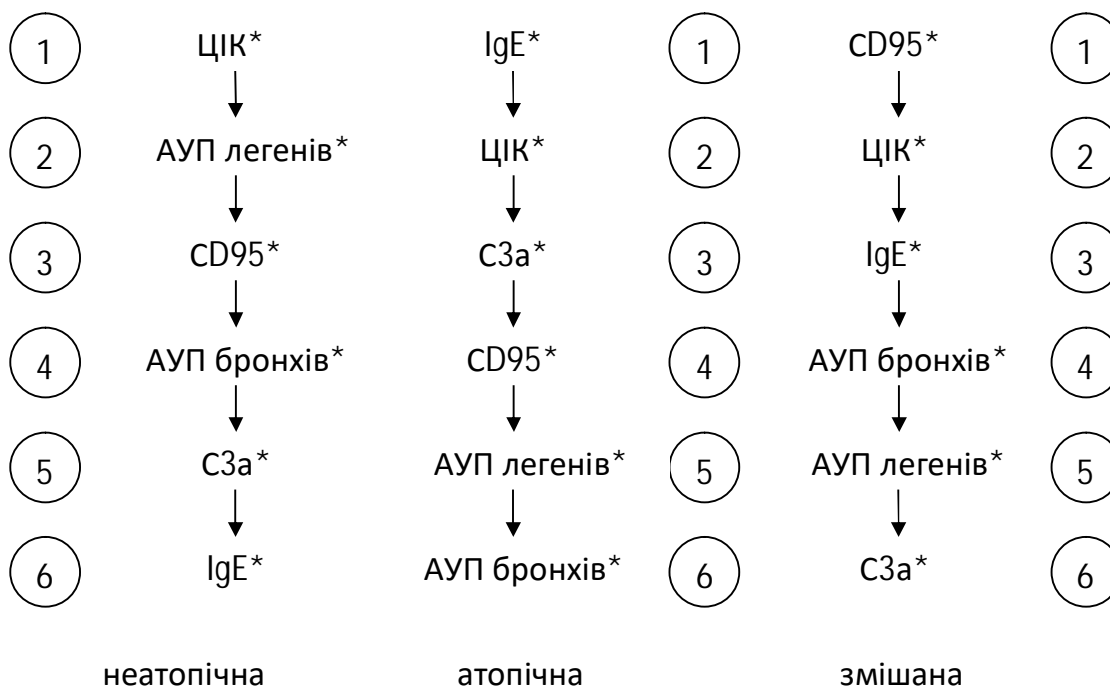 1 ЦІК* IgE* 1 CD95* 1
2 АУП легенів* ЦІК* 2 ЦІК* 2
3 CD95* C3a* 3 IgE* 3
4 АУП бронхів* CD95* 4 АУП бронхів* 4
5 C3a* АУП легенів* 5 АУП легенів* 5
6 IgE* АУП бронхів* 6 C3a* 6
неатопічна атопічна змішана